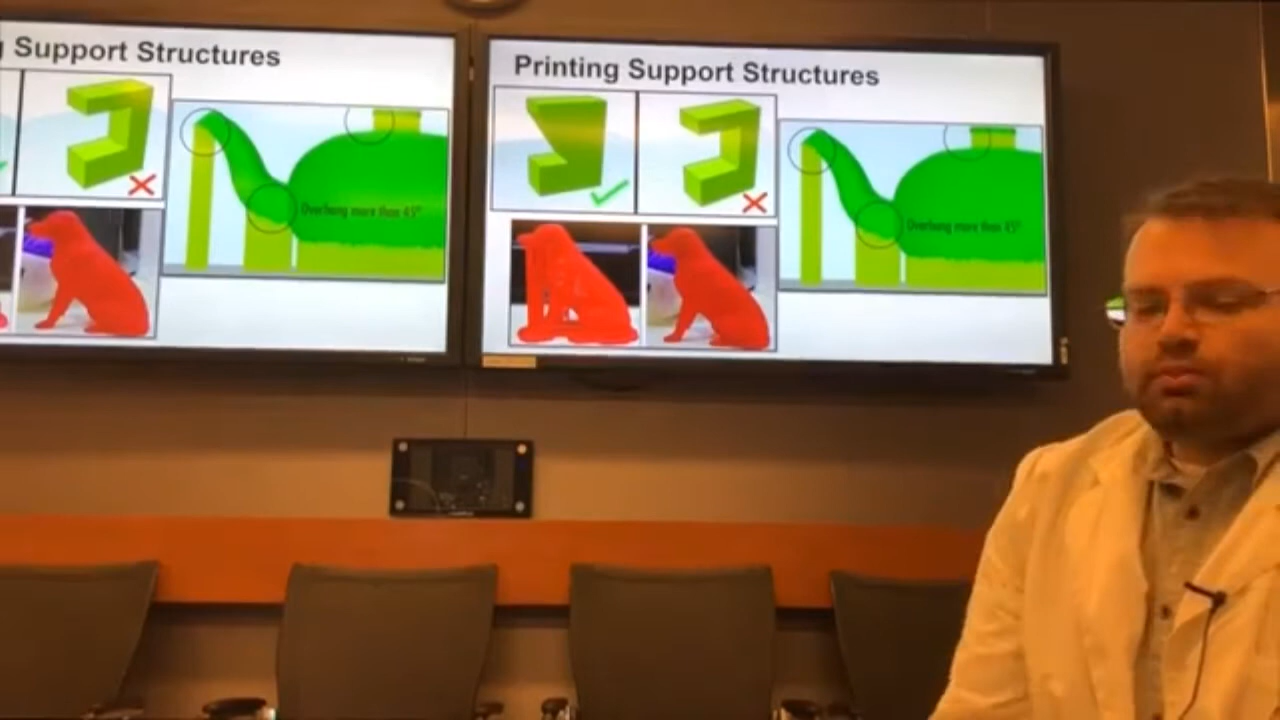 Support Structures
Overhang more than 45°
Printing Support Structures
Overhang more than 45°